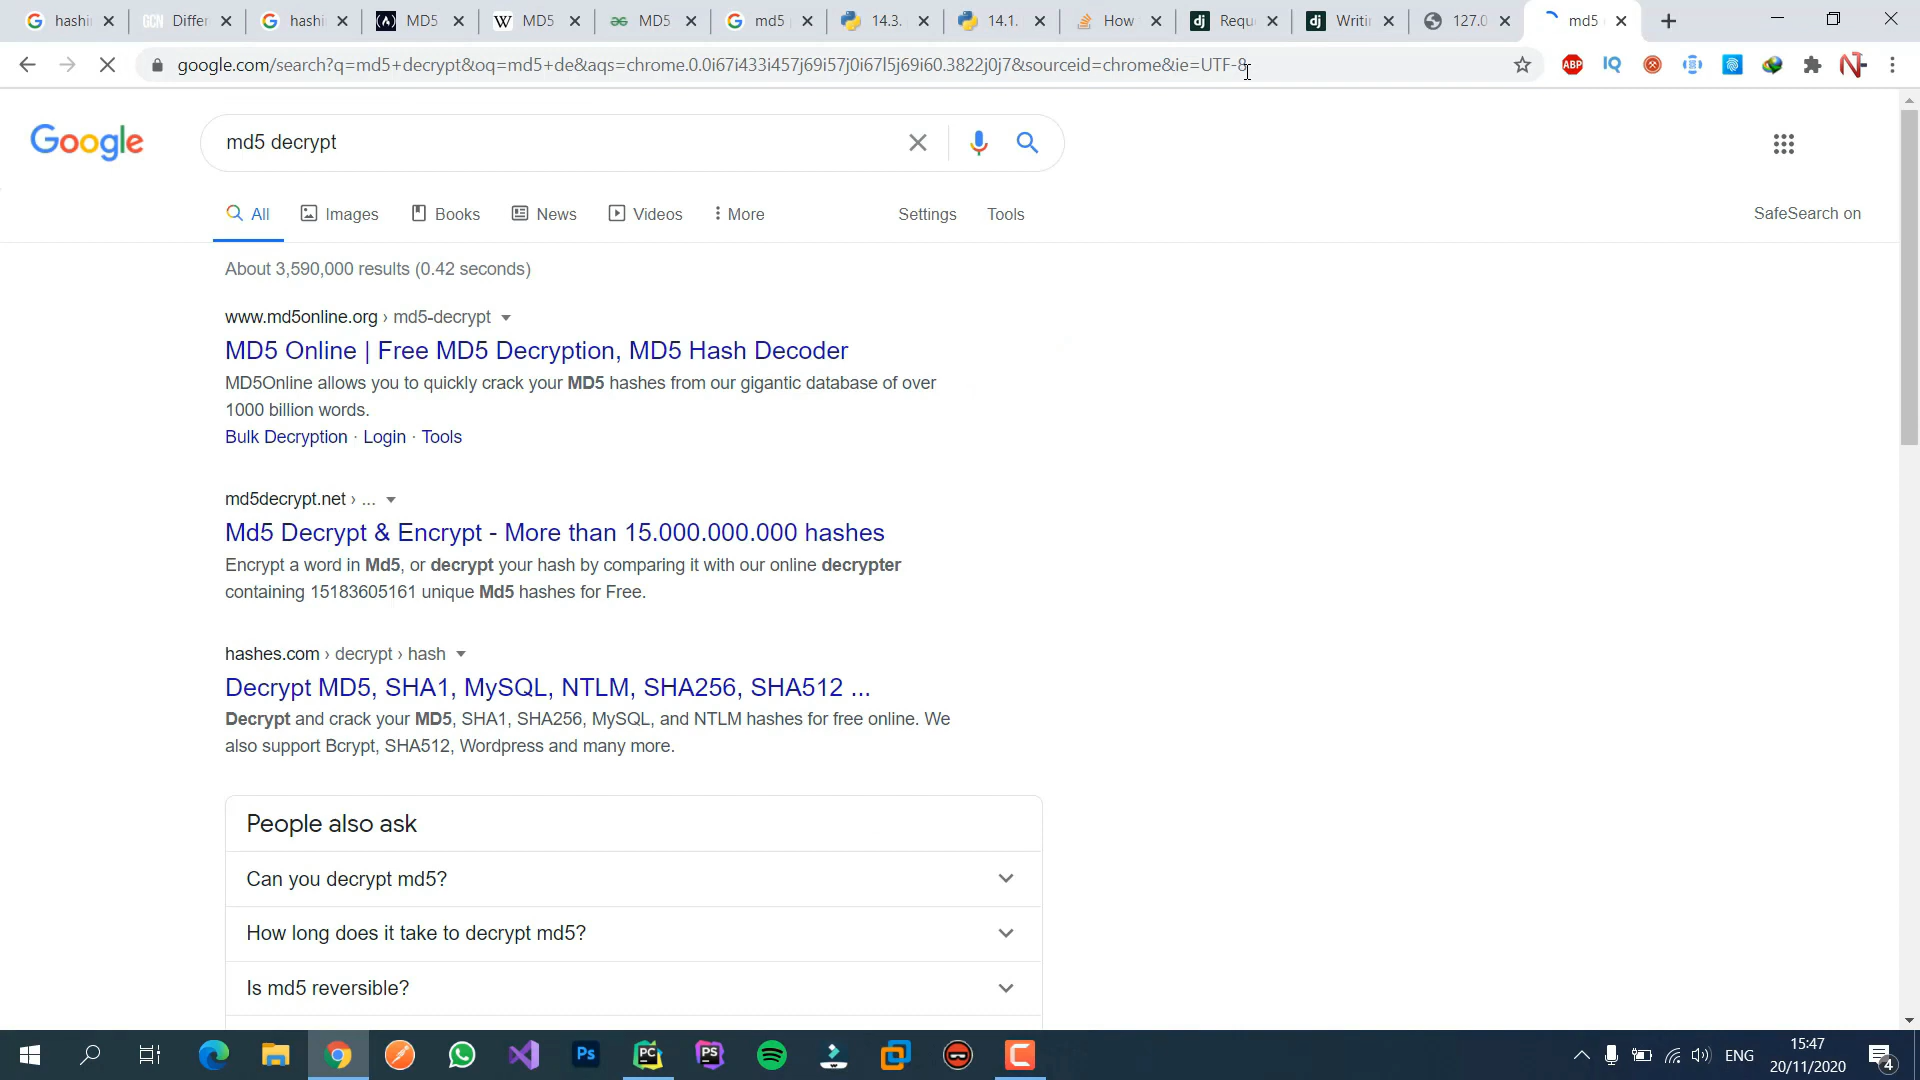 hashi
Differ
hashi
MD5
MD5
MD5
md5
14.3.
14.1.
How
Requ
Writi
127.0
md5
google.com/search?q=md5+decrypt&oq=md5+de&aqs=chrome.0.0i67i433i457j69i57j0i67l5j69i60.3822j0j7&sourceid=chrome&ie=UTF-8
ABP
IQ
Google
md5 decrypt
All
Images
Books
News
Videos
More
Settings
Tools
SafeSearch on
About 3,590,000 results (0.42 seconds)
www.md5online.org › md5-decrypt
MD5 Online | Free MD5 Decryption, MD5 Hash Decoder
MD5Online allows you to quickly crack your MD5 hashes from our gigantic database of over
1000 billion words.
Bulk Decryption · Login · Tools
md5decrypt.net › ...
Md5 Decrypt & Encrypt - More than 15.000.000.000 hashes
Encrypt a word in Md5, or decrypt your hash by comparing it with our online decrypter
containing 15183605161 unique Md5 hashes for Free.
hashes.com › decrypt › hash
Decrypt MD5, SHA1, MySQL, NTLM, SHA256, SHA512 ...
Decrypt and crack your MD5, SHA1, SHA256, MySQL, and NTLM hashes for free online. We
also support Bcrypt, SHA512, Wordpress and many more.
People also ask
Can you decrypt md5?
How long does it take to decrypt md5?
Is md5 reversible?
Ps
PC
PS
ENG
15:47
20/11/2020
4